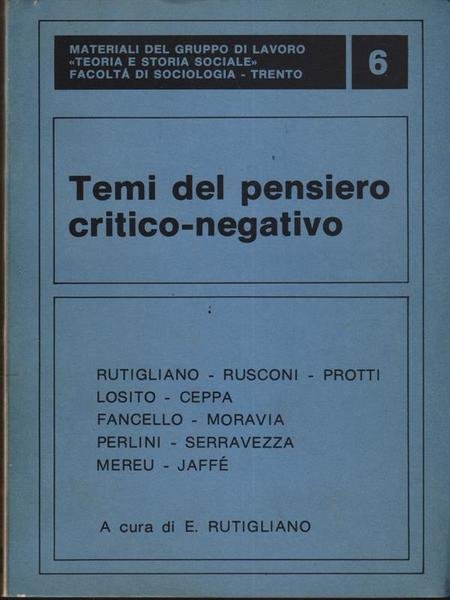 MATERIALI DEL GRUPPO DI LAVORO
«TEORIA E STORIA SOCIALE»
FACOLTÀ DI SOCIOLOGIA - TRENTO
6
Temi del pensiero
critico-negativo
RUTIGLIANO - RUSCONI - PROTTI
LOSITO - CEPPA
FANCELLO - MORAVIA
PERLINI - SERRAVEZZA
MEREU - JAFFÉ
A cura di E. RUTIGLIANO